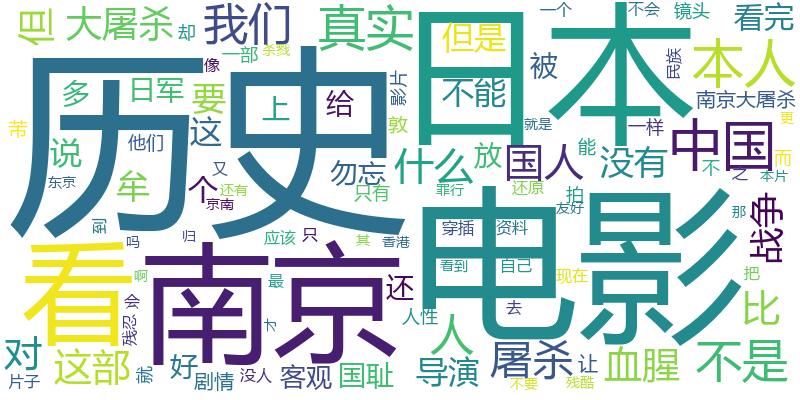 但 大屠杀 却 我们 真实 日本 一个 不会 镜头 看完
一部 杀戮 但是 民族 本人
历史 像 影片 被
多 日军 要 上 给 不能 南京大屠杀
带 这 敦 就是 一样 中国 更
说 他们 什么 放 国人 没有 能 而
又 勿忘 不 之 本片
东京 牟 个 还有 只有 罪行 还原 拍
京南 友好 那 战争
到 吗 归 应该 只 其 香港 穿插 资料 电影
看 南京 看到 自己 现在 把
啊 最 还 去 比
残忍 会 才 人性 人
对 这部 就 好 屠杀 让 血腥 不是
片子 剧情 没人 客观 国耻 导演 不要 残酷